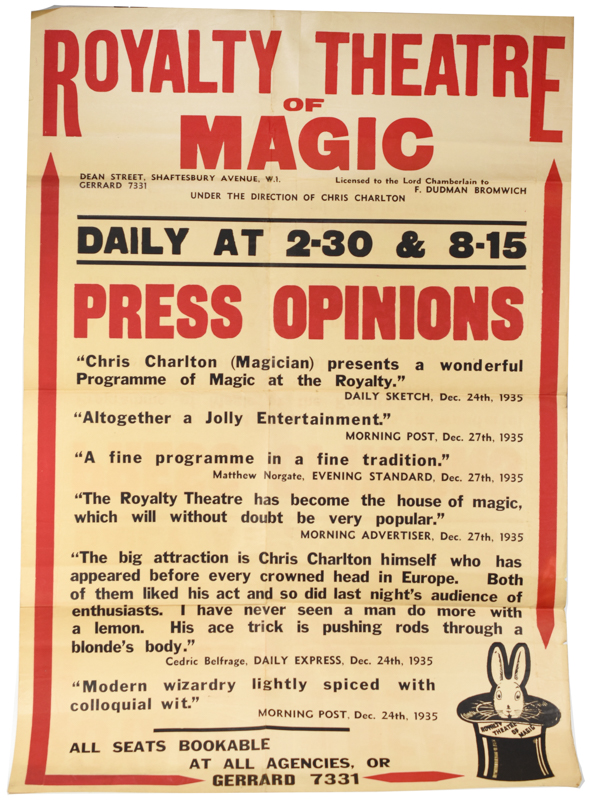 ROYALTY THEATRE
OF
MAGIC
DEAN STREET, SHAFTESBURY AVENUE, W.I.
GERRARD 7331
Licensed to the Lord Chamberlain to
F. DUDMAN BROMWICH
UNDER THE DIRECTION OF CHRIS CHARLTON
DAILY AT 2-30 & 8-15
PRESS OPINIONS
“Chris Charlton (Magician) presents a wonderful
Programme of Magic at the Royalty.”
DAILY SKETCH, Dec. 24th, 1935
“Altogether a Jolly Entertainment.”
MORNING POST, Dec. 27th, 1935
“A fine programme in a fine tradition.”
Matthew Norgate, EVENING STANDARD, Dec. 27th, 1935
“The Royalty Theatre has become the house of magic,
which will without doubt be very popular.”
MORNING ADVERTISER, Dec. 27th, 1935
“The big attraction is Chris Charlton himself who has
appeared before every crowned head in Europe. Both
of them liked his act and so did last night’s audience of
enthusiasts. I have never seen a man do more with
a lemon. His ace trick is pushing rods through a
blonde’s body.”
Cedric Belfrage, DAILY EXPRESS, Dec. 24th, 1935
“Modern wizardry lightly spiced with
colloquial wit.”
MORNING POST, Dec. 24th, 1935
ROYALTY THEATRE
OF MAGIC
ALL SEATS BOOKABLE
AT ALL AGENCIES, OR
GERRARD 7331